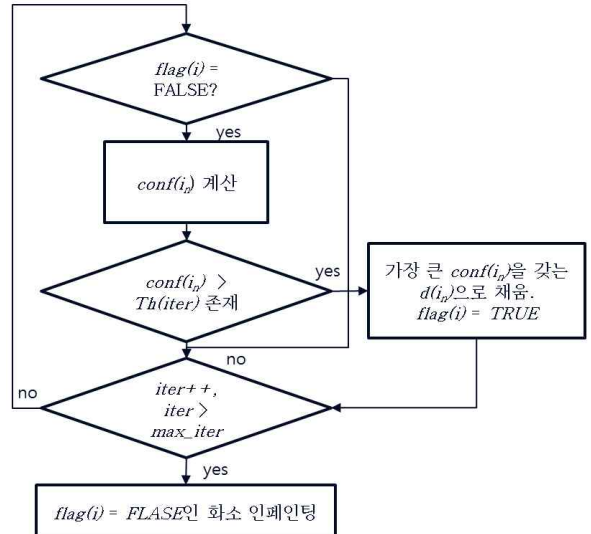 flag(i) =
FALSE?
yes
conf(iₙ) 계산
conf(iₙ) >
Th(iter) 존재
yes
가장 큰 conf(iₙ)을 갖는
d(iₙ)으로 채움.
flag(i) = TRUE
no
no
iter++,
iter >
max_iter
yes
flag(i) = FLASE인 화소 인페인팅